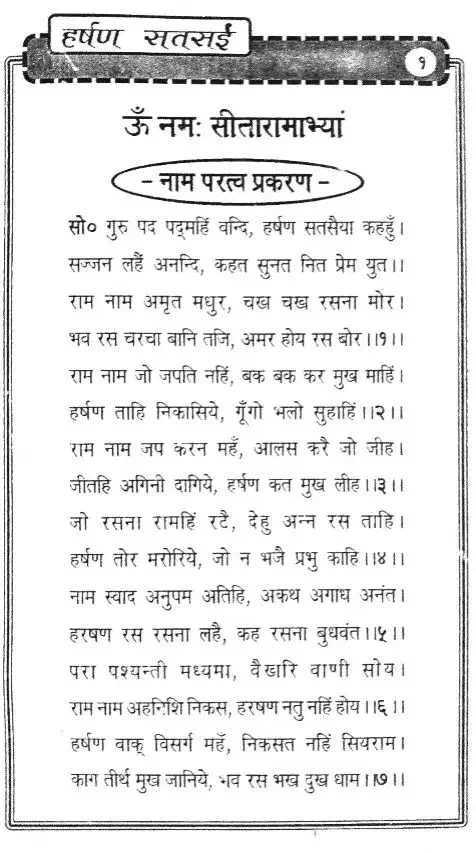 हर्षण सतसई
१
ॐ नमः सीतारामाभ्यां
- नाम परत्व प्रकरण -
सो० गुरु पद पद्महिं वन्दि, हर्षण सतसैया कहहुँ।
सज्जन लहैं अनन्दि, कहत सुनत नित प्रेम युत।।
राम नाम अमृत मधुर, चख चख रसना मोर।
भव रस चरचा बानि तजि, अमर होय रस बोर।।१।।
राम नाम जो जपति नहिं, बक बक कर मुख माहिं।
हर्षण ताहि निकासिये, गूँगो भलो सुहाहिं।।२।।
राम नाम जप करन महँ, आलस करै जो जीह।
जीतहि अगिनी दागिये, हर्षण कत मुख लीह।।३।।
जो रसना रामहिं रटै, देहु अन्न रस ताहि।
हर्षण तोर मरोरिये, जो न भजै प्रभु काहि।।४।।
नाम स्वाद अनुपम अतिहि, अकथ अगाध अनंत।
हरषण रस रसना लहै, कह रसना बुधवंत।।५।।
परा पश्यन्ती मध्यमा, वैखरि वाणी सोय।
राम नाम अहनिशि निकस, हरषण नतु नहिं होय।।६।।
हर्षण वाक् विसर्ग महँ, निकसत नहिं सियराम।
काग तीर्थ मुख जानिये, भव रस भख दुख धाम।।७।।